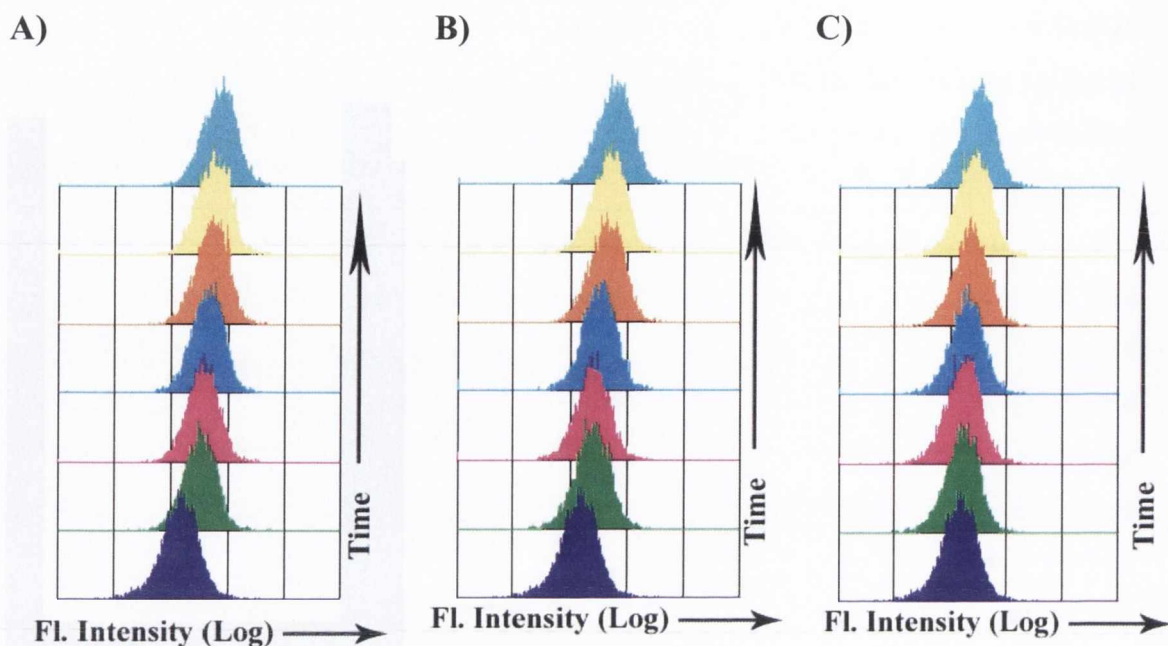 A)
B)
C)
Time
Time
Time
Fl. Intensity (Log)
Fl. Intensity (Log)
Fl. Intensity (Log)